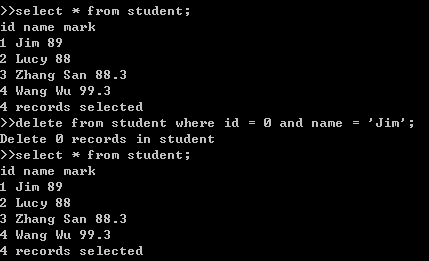 >>select * from student;
id name mark
1 Jim 89
2 Lucy 88
3 Zhang San 88.3
4 Wang Wu 99.3
4 records selected
>>delete from student where id = 0 and name = 'Jim';
Delete 0 records in student
>>select * from student;
id name mark
1 Jim 89
2 Lucy 88
3 Zhang San 88.3
4 Wang Wu 99.3
4 records selected